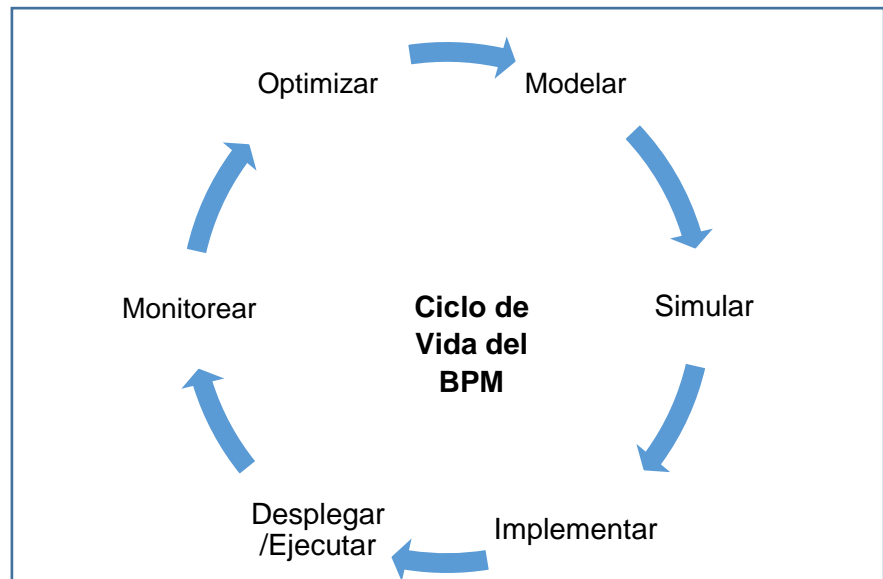 Optimizar
Modelar
Monitorear
Ciclo de
Vida del
BPM
Simular
Desplegar
/Ejecutar
Implementar